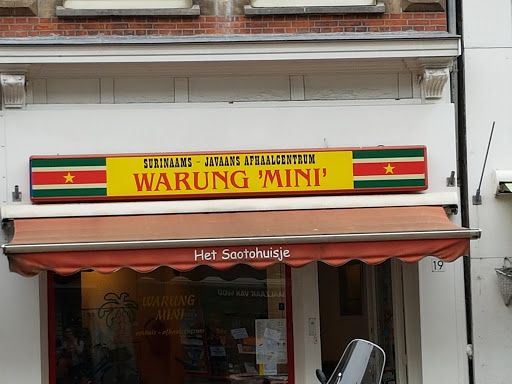 SURINAAMS - JAVAANS AFHAALCENTRUM
WARUNG 'MINI'
Het Saotohuisje
19
WARUNG
MINI